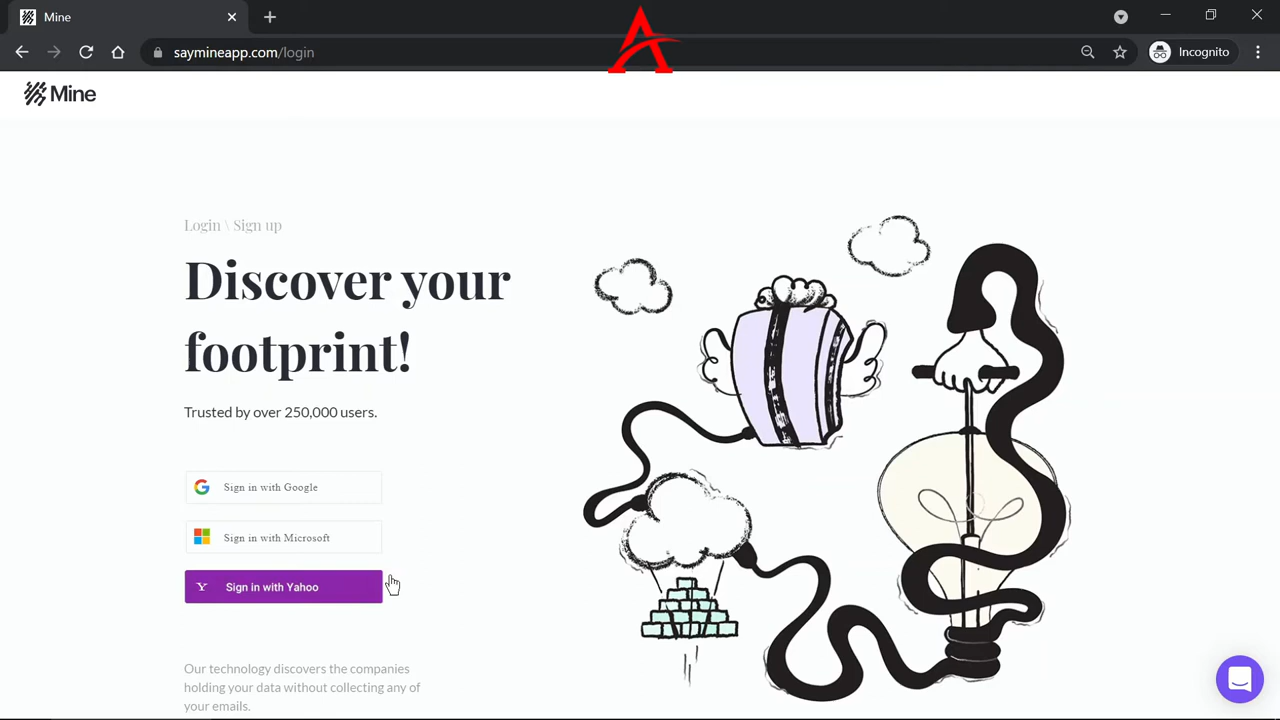 Mine
saymineapp.com/login
Incognito
Mine
Login \ Sign up
Discover your
footprint!
Trusted by over 250,000 users.
Sign in with Google
Sign in with Microsoft
Y Sign in with Yahoo
Our technology discovers the companies
holding your data without collecting any of
your emails.